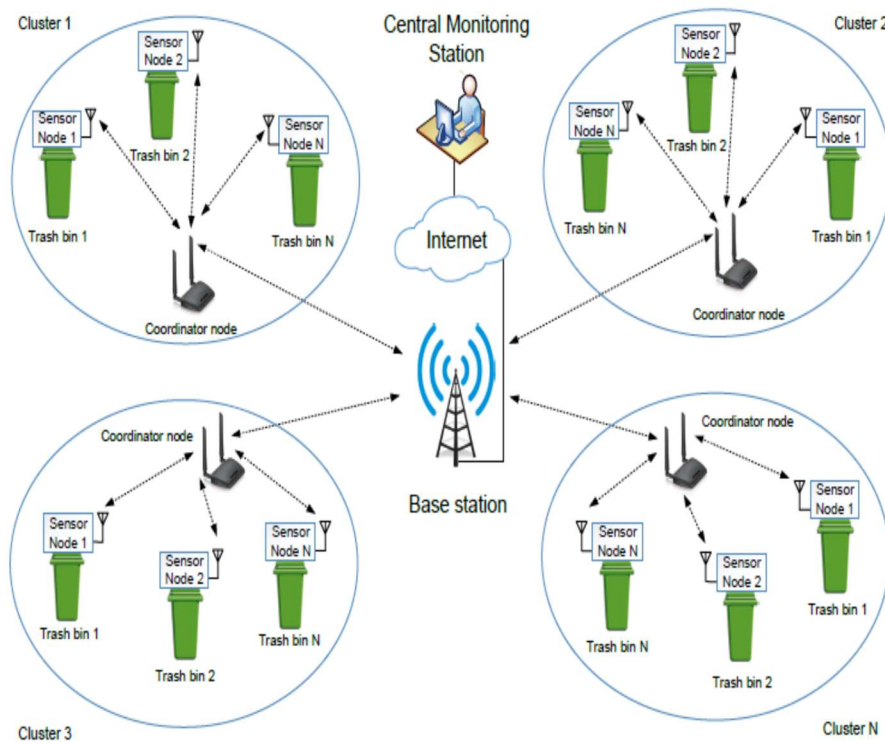 Cluster 1
Sensor
Node 2
Sensor
Node 1
Sensor
Node N
Trash bin 2
Trash bin 1
Trash bin N
Coordinator node
Central Monitoring
Station
Internet
Base station
Cluster 2
Sensor
Node 2
Sensor
Node N
Sensor
Node 1
Trash bin 2
Trash bin N
Trash bin 1
Coordinator node
Coordinator node
Sensor
Node 1
Sensor
Node 2
Sensor
Node N
Trash bin 1
Trash bin N
Trash bin 2
Cluster 3
Coordinator node
Sensor
Node 1
Sensor
Node N
Sensor
Node 2
Trash bin 1
Trash bin N
Trash bin 2
Cluster N